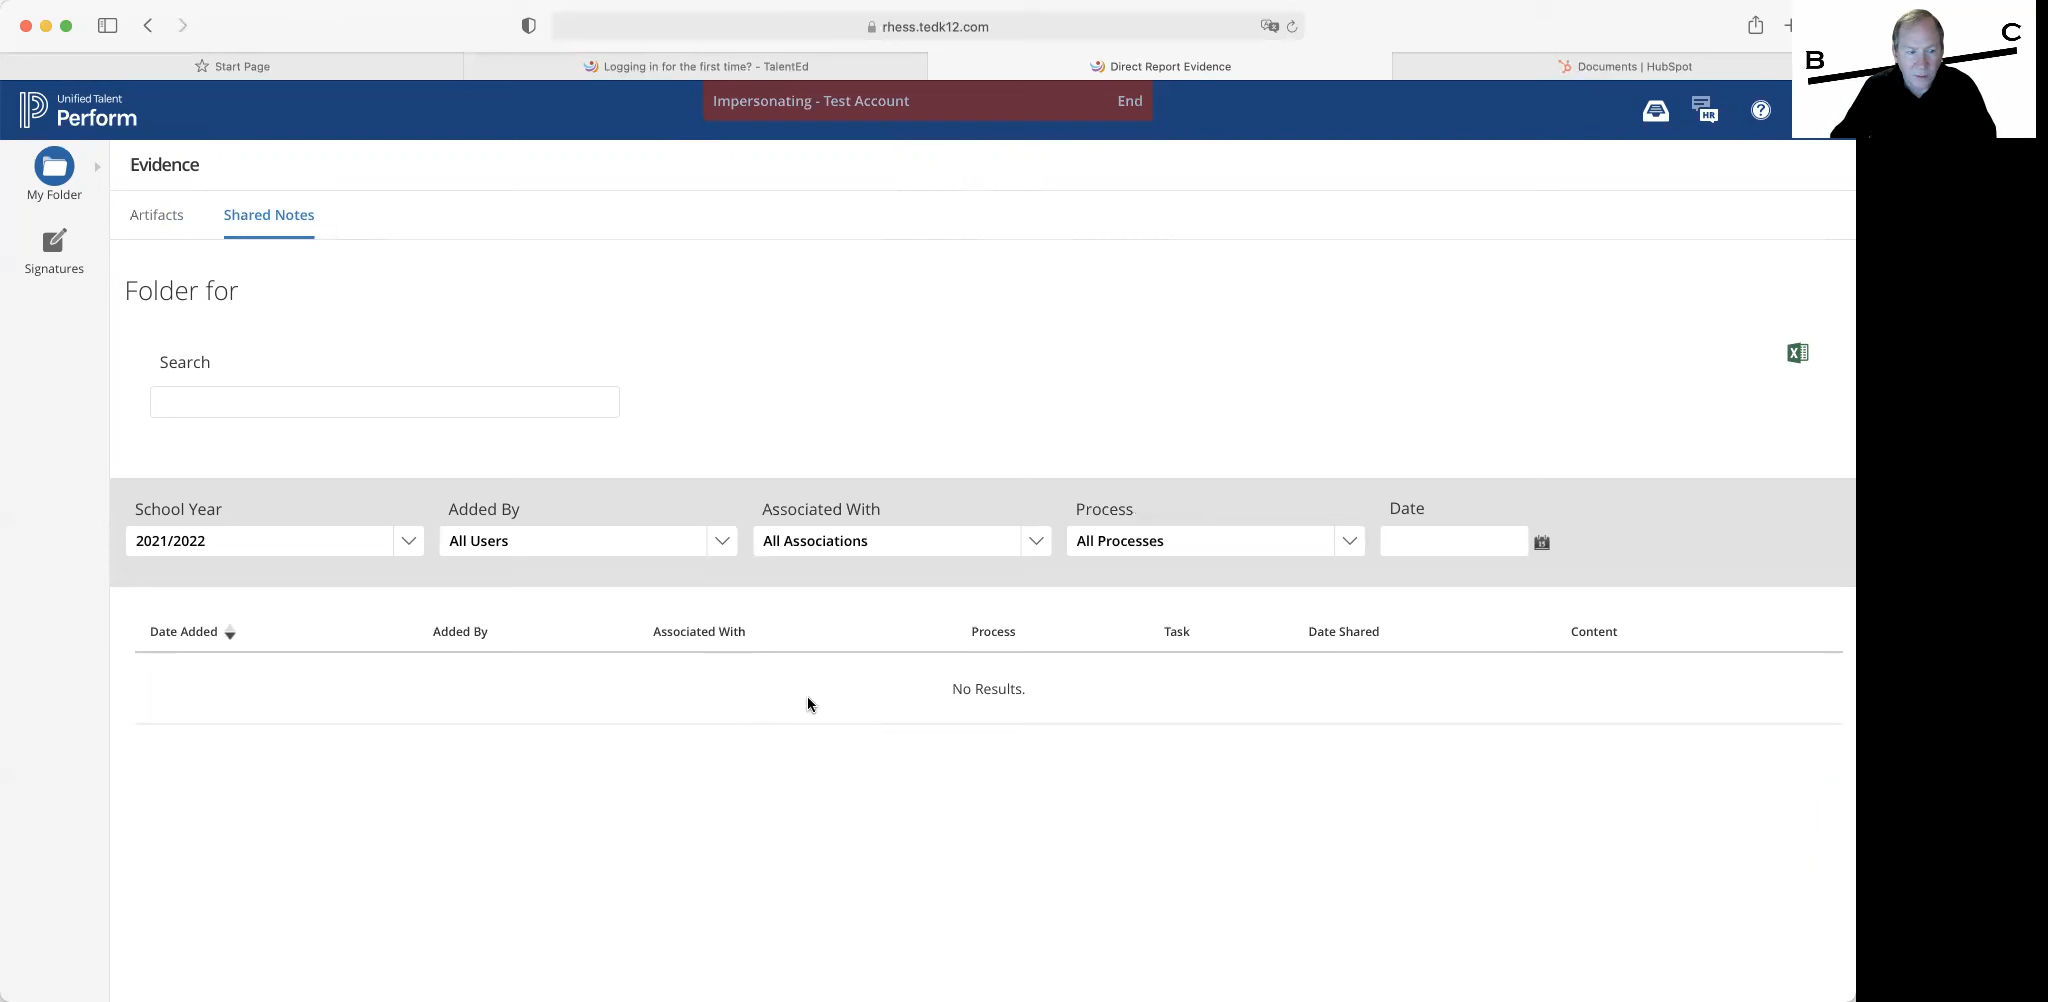 rhess.tedk12.com
Start Page
Logging in for the first time? - TalentEd
Direct Report Evidence
Documents | HubSpot
B
C
Unified Talent
Perform
Impersonating - Test Account
End
HR
?
My Folder
Signatures
Evidence
Artifacts
Shared Notes
Folder for
Search
School Year
Added By
Associated With
Process
Date
2021/2022
All Users
All Associations
All Processes
Date Added
Added By
Associated With
Process
Task
Date Shared
Content
No Results.